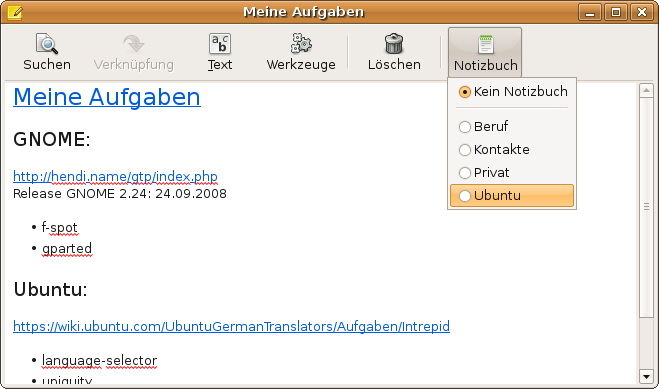 Meine Aufgaben
Suchen
Verknüpfung
Text
Werkzeuge
Löschen
Notizbuch
Kein Notizbuch
Beruf
Kontakte
Privat
Ubuntu
Meine Aufgaben
GNOME:
http://hendi.name/gtp/index.php
Release GNOME 2.24: 24.09.2008
• f-spot
• gparted
Ubuntu:
https://wiki.ubuntu.com/UbuntuGermanTranslators/Aufgaben/Intrepid
• language-selector